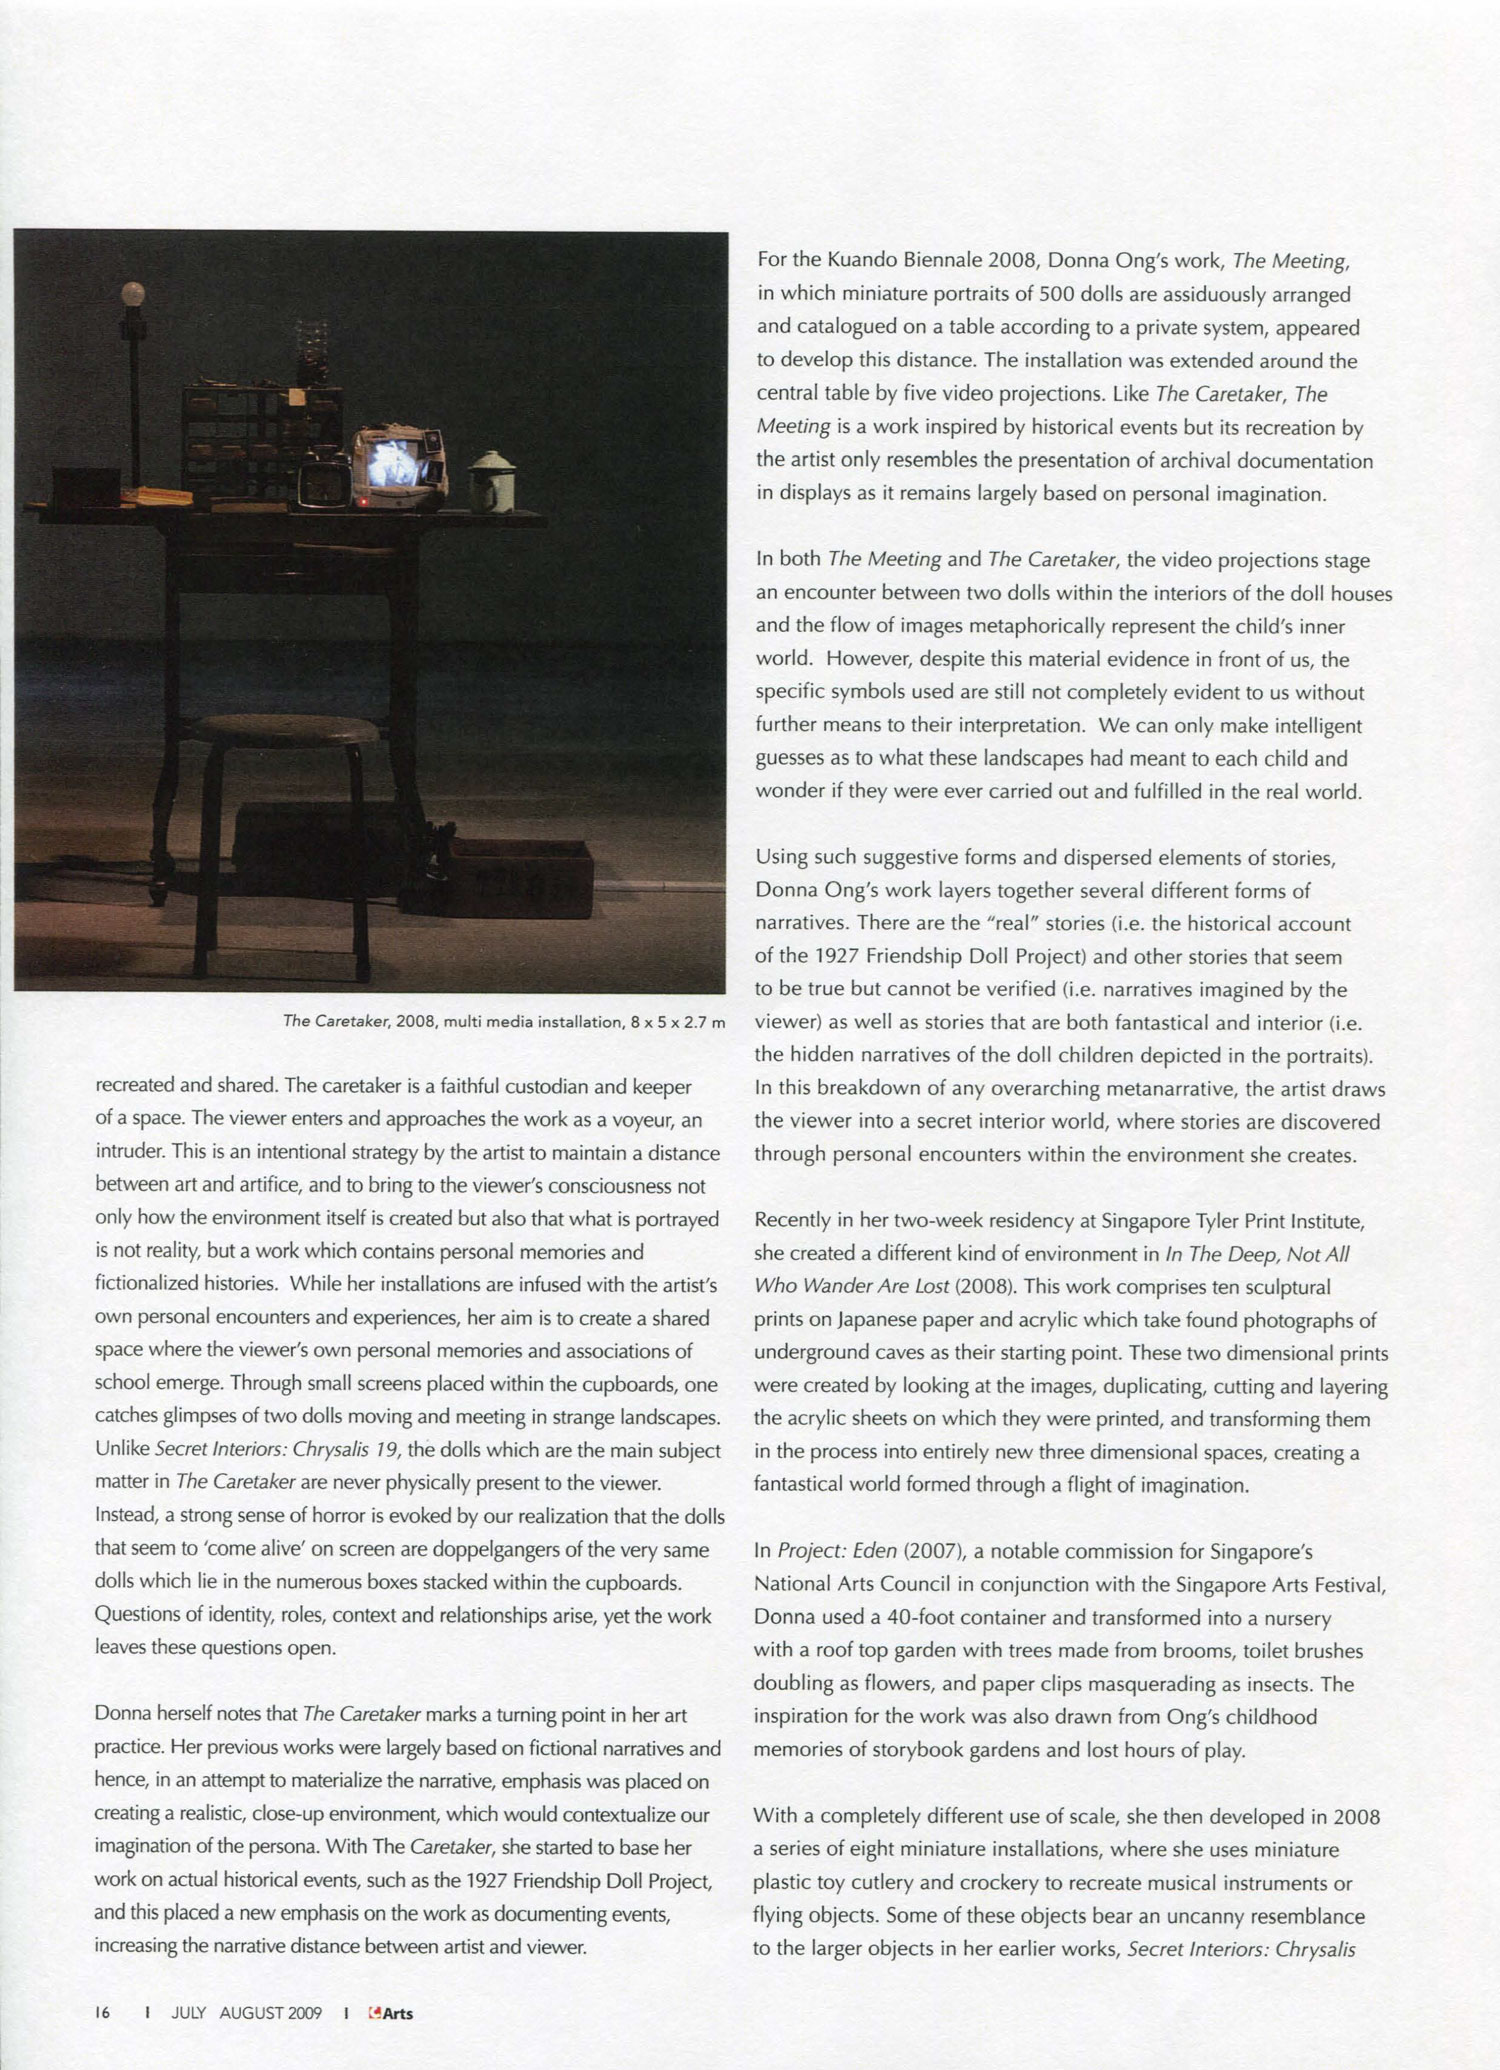 The Caretaker, 2008, multi media installation, 8 x 5 x 2.7 m
recreated and shared. The caretaker is a faithful custodian and keeper
of a space. The viewer enters and approaches the work as a voyeur, an
intruder. This is an intentional strategy by the artist to maintain a distance
between art and artifice, and to bring to the viewer's consciousness not
only how the environment itself is created but also that what is portrayed
is not reality, but a work which contains personal memories and
fictionalized histories.  While her installations are infused with the artist's
own personal encounters and experiences, her aim is to create a shared
space where the viewer's own personal memories and associations of
school emerge. Through small screens placed within the cupboards, one
catches glimpses of two dolls moving and meeting in strange landscapes.
Unlike Secret Interiors: Chrysalis 19, the dolls which are the main subject
matter in The Caretaker are never physically present to the viewer.
Instead, a strong sense of horror is evoked by our realization that the dolls
that seem to 'come alive' on screen are doppelgangers of the very same
dolls which lie in the numerous boxes stacked within the cupboards.
Questions of identity, roles, context and relationships arise, yet the work
leaves these questions open.
Donna herself notes that The Caretaker marks a turning point in her art
practice. Her previous works were largely based on fictional narratives and
hence, in an attempt to materialize the narrative, emphasis was placed on
creating a realistic, close-up environment, which would contextualize our
imagination of the persona. With The Caretaker, she started to base her
work on actual historical events, such as the 1927 Friendship Doll Project,
and this placed a new emphasis on the work as documenting events,
increasing the narrative distance between artist and viewer.
For the Kuando Biennale 2008, Donna Ong's work, The Meeting,
in which miniature portraits of 500 dolls are assiduously arranged
and catalogued on a table according to a private system, appeared
to develop this distance. The installation was extended around the
central table by five video projections. Like The Caretaker, The
Meeting is a work inspired by historical events but its recreation by
the artist only resembles the presentation of archival documentation
in displays as it remains largely based on personal imagination.
In both The Meeting and The Caretaker, the video projections stage
an encounter between two dolls within the interiors of the doll houses
and the flow of images metaphorically represent the child's inner
world.  However, despite this material evidence in front of us, the
specific symbols used are still not completely evident to us without
further means to their interpretation.  We can only make intelligent
guesses as to what these landscapes had meant to each child and
wonder if they were ever carried out and fulfilled in the real world.
Using such suggestive forms and dispersed elements of stories,
Donna Ong's work layers together several different forms of
narratives. There are the "real" stories (i.e. the historical account
of the 1927 Friendship Doll Project) and other stories that seem
to be true but cannot be verified (i.e. narratives imagined by the
viewer) as well as stories that are both fantastical and interior (i.e.
the hidden narratives of the doll children depicted in the portraits).
In this breakdown of any overarching metanarrative, the artist draws
the viewer into a secret interior world, where stories are discovered
through personal encounters within the environment she creates.
Recently in her two-week residency at Singapore Tyler Print Institute,
she created a different kind of environment in In The Deep, Not All
Who Wander Are Lost (2008). This work comprises ten sculptural
prints on Japanese paper and acrylic which take found photographs of
underground caves as their starting point. These two dimensional prints
were created by looking at the images, duplicating, cutting and layering
the acrylic sheets on which they were printed, and transforming them
in the process into entirely new three dimensional spaces, creating a
fantastical world formed through a flight of imagination.
In Project: Eden (2007), a notable commission for Singapore's
National Arts Council in conjunction with the Singapore Arts Festival,
Donna used a 40-foot container and transformed into a nursery
with a roof top garden with trees made from brooms, toilet brushes
doubling as flowers, and paper clips masquerading as insects. The
inspiration for the work was also drawn from Ong's childhood
memories of storybook gardens and lost hours of play.
With a completely different use of scale, she then developed in 2008
a series of eight miniature installations, where she uses miniature
plastic toy cutlery and crockery to recreate musical instruments or
flying objects. Some of these objects bear an uncanny resemblance
to the larger objects in her earlier works, Secret Interiors: Chrysalis
16 | JULY AUGUST 2009 | Arts